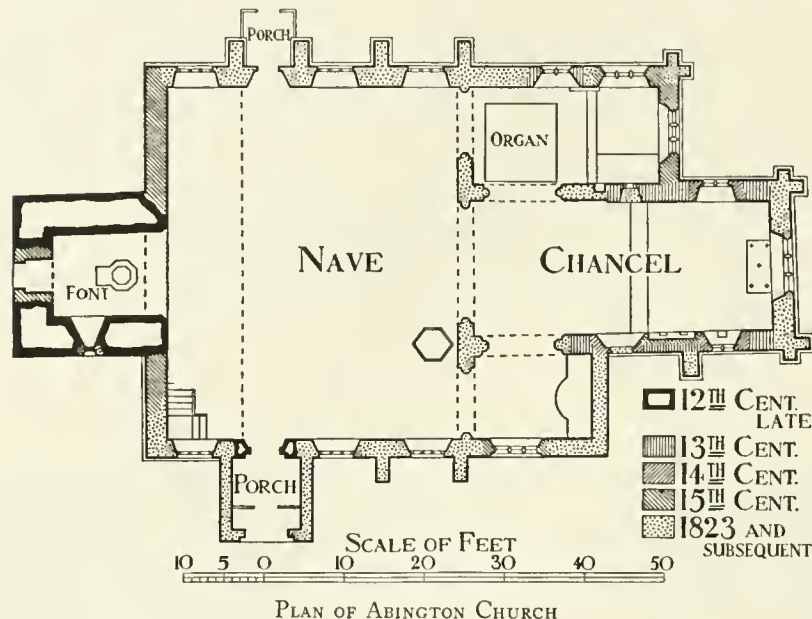 PORCH
ORGAN
NAVE
CHANCEL
FONT
PORCH
12TH CENT.
LATE
13TH CENT.
14TH CENT.
15TH CENT.
1823 AND
SUBSEQUENT
SCALE OF FEET
10 5 0 10 20 30 40 50
PLAN OF ABINGTON CHURCH